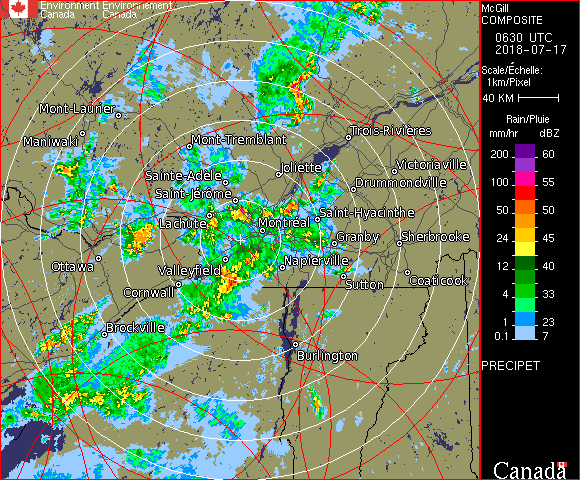 Environment Environnement
Canada Canada
McGill
COMPOSITE
0630 UTC
2018-07-17
Scale/Échelle:
1km/Pixel
40 KM
Rain/Pluie
mm/hr dBZ
200 60
100 55
50 50
24 45
12 40
4 33
1 23
0.1 7
PRECIPET
Canada
Mont-Laurier
Maniwaki
Mont-Tremblant
Trois-Rivières
Sainte-Adèle
Joliette
Victoriaville
Saint-Jérome
Drummondville
Lachute
Saint-Hyacinthe
Montréal
Granby
Sherbrooke
Ottawa
Valleyfield
Napierville
Cornwall
Sutton
Coaticook
Brockville
Burlington